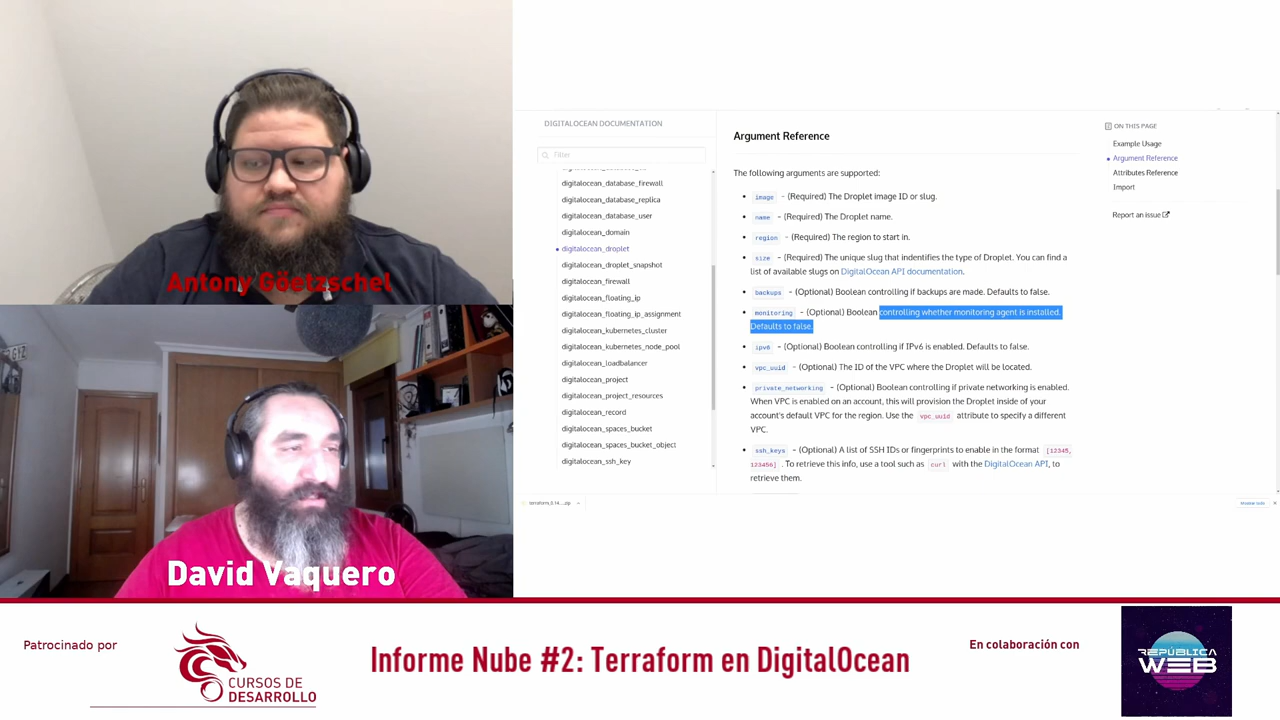 Antony Göetzschel
David Vaquero
DIGITALOCEAN DOCUMENTATION
Filter
digitalocean_database_firewall
digitalocean_database_replica
digitalocean_database_user
digitalocean_domain
digitalocean_droplet
digitalocean_droplet_snapshot
digitalocean_firewall
digitalocean_floating_ip
digitalocean_floating_ip_assignment
digitalocean_kubernetes_cluster
digitalocean_kubernetes_node_pool
digitalocean_loadbalancer
digitalocean_project
digitalocean_project_resources
digitalocean_record
digitalocean_spaces_bucket
digitalocean_spaces_bucket_object
digitalocean_ssh_key
Argument Reference
The following arguments are supported:
image - (Required) The Droplet image ID or slug.
name - (Required) The Droplet name.
region - (Required) The region to start in.
size - (Required) The unique slug that indentifies the type of Droplet. You can find a
list of available slugs on DigitalOcean API documentation.
backups - (Optional) Boolean controlling if backups are made. Defaults to false.
monitoring - (Optional) Boolean controlling whether monitoring agent is installed.
Defaults to false.
ipv6 - (Optional) Boolean controlling if IPv6 is enabled. Defaults to false.
vpc_uuid - (Optional) The ID of the VPC where the Droplet will be located.
private_networking - (Optional) Boolean controlling if private networking is enabled.
When VPC is enabled on an account, this will provision the Droplet inside of your
account's default VPC for the region. Use the vpc_uuid attribute to specify a different
VPC.
ssh_keys - (Optional) A list of SSH IDs or fingerprints to enable in the format [12345,
123456]. To retrieve this info, use a tool such as curl with the DigitalOcean API, to
retrieve them.
ON THIS PAGE
Example Usage
Argument Reference
Attributes Reference
Import
Report an issue
terraform_0.14....zip
Patrocinado por
CURSOS DE
DESARROLLO
Informe Nube #2: Terraform en DigitalOcean
En colaboración con
REPÚBLICA
WEB